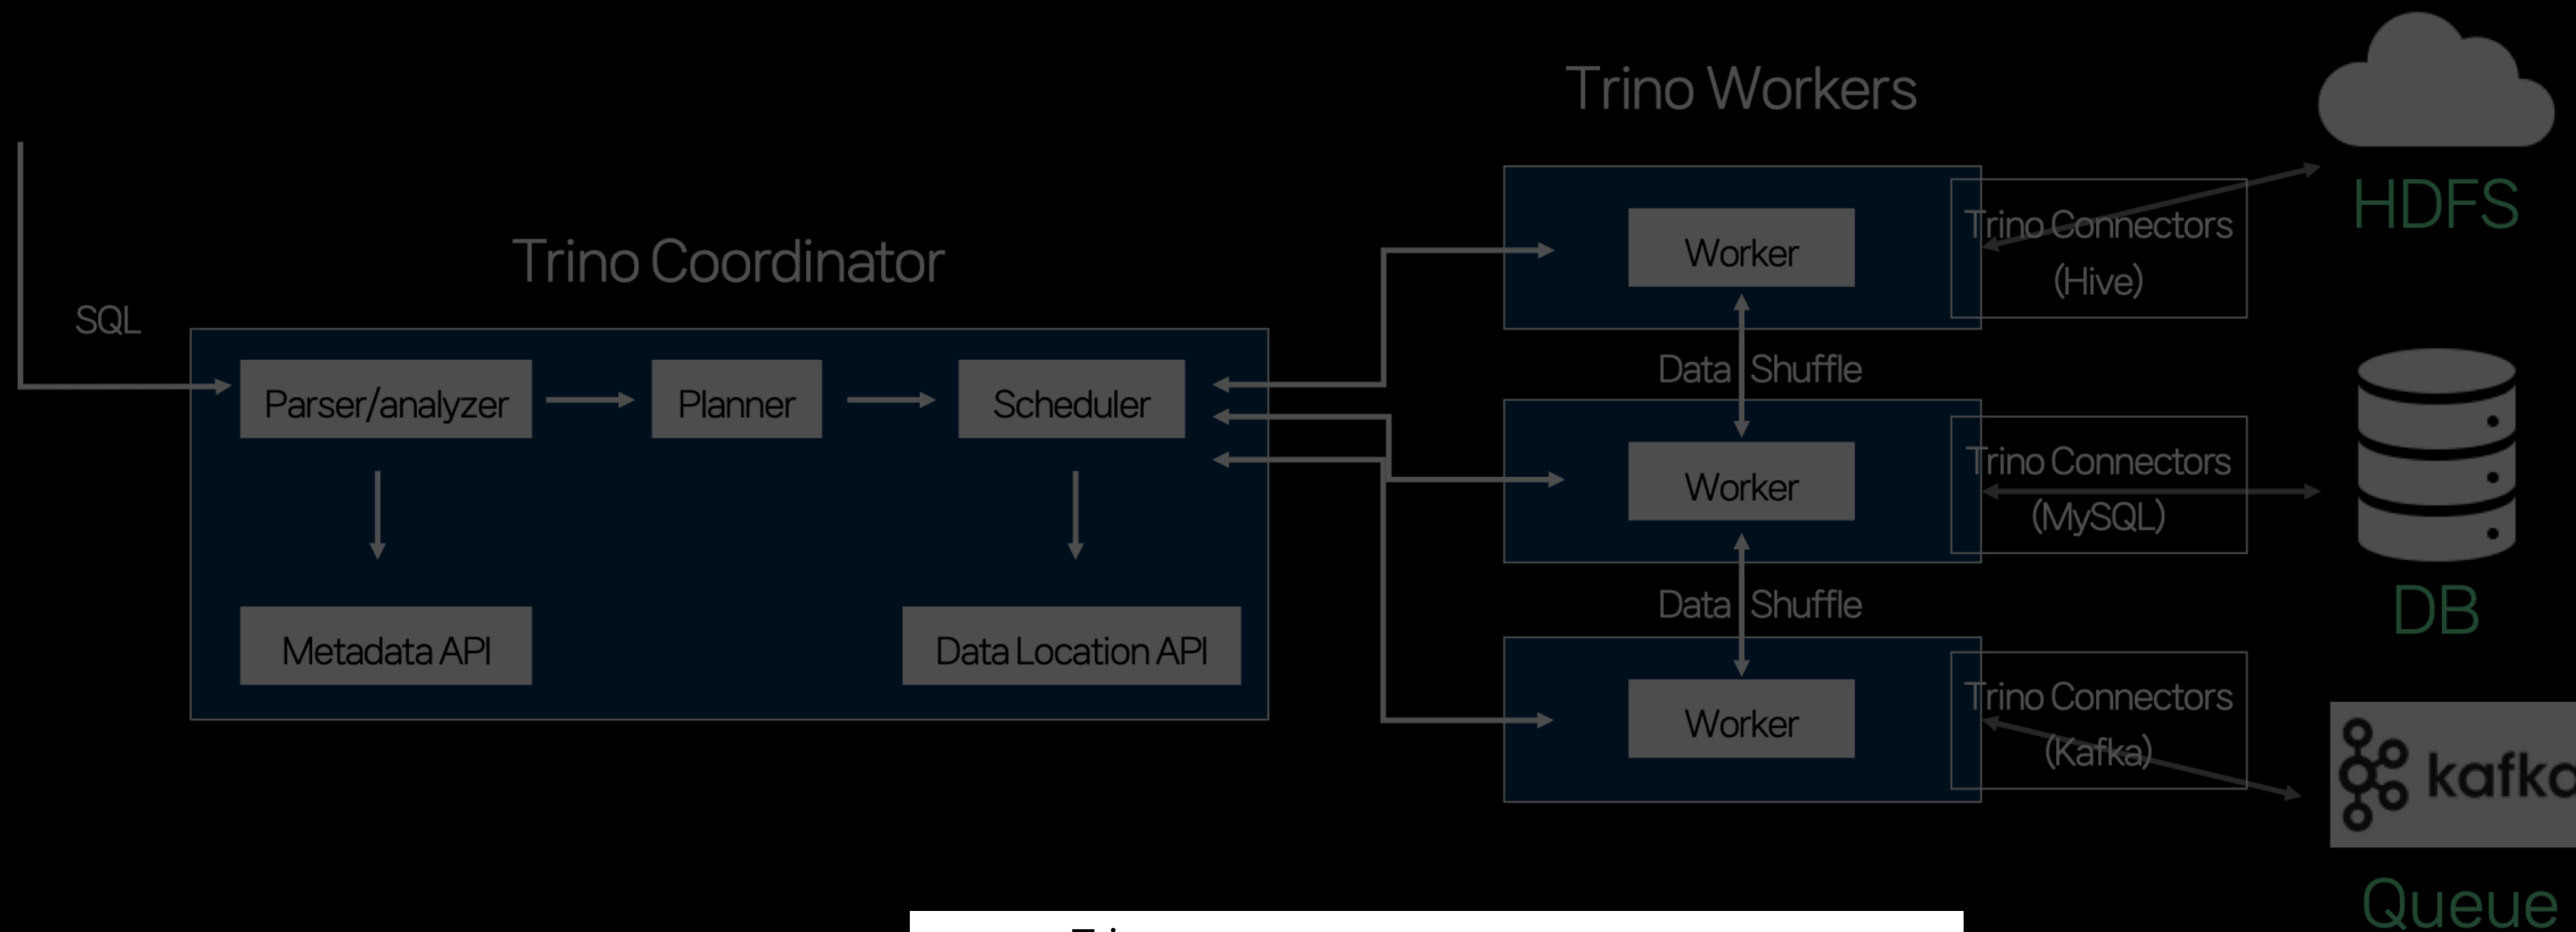 Trino Workers
Trino Coordinator
SQL
Parser/analyzer
Planner
Scheduler
Metadata API
Data Location API
Worker
Data Shuffle
Worker
Data Shuffle
Worker
Trino Connectors
(Hive)
Trino Connectors
(MySQL)
Trino Connectors
(Kafka)
HDFS
DB
kafka
Queue